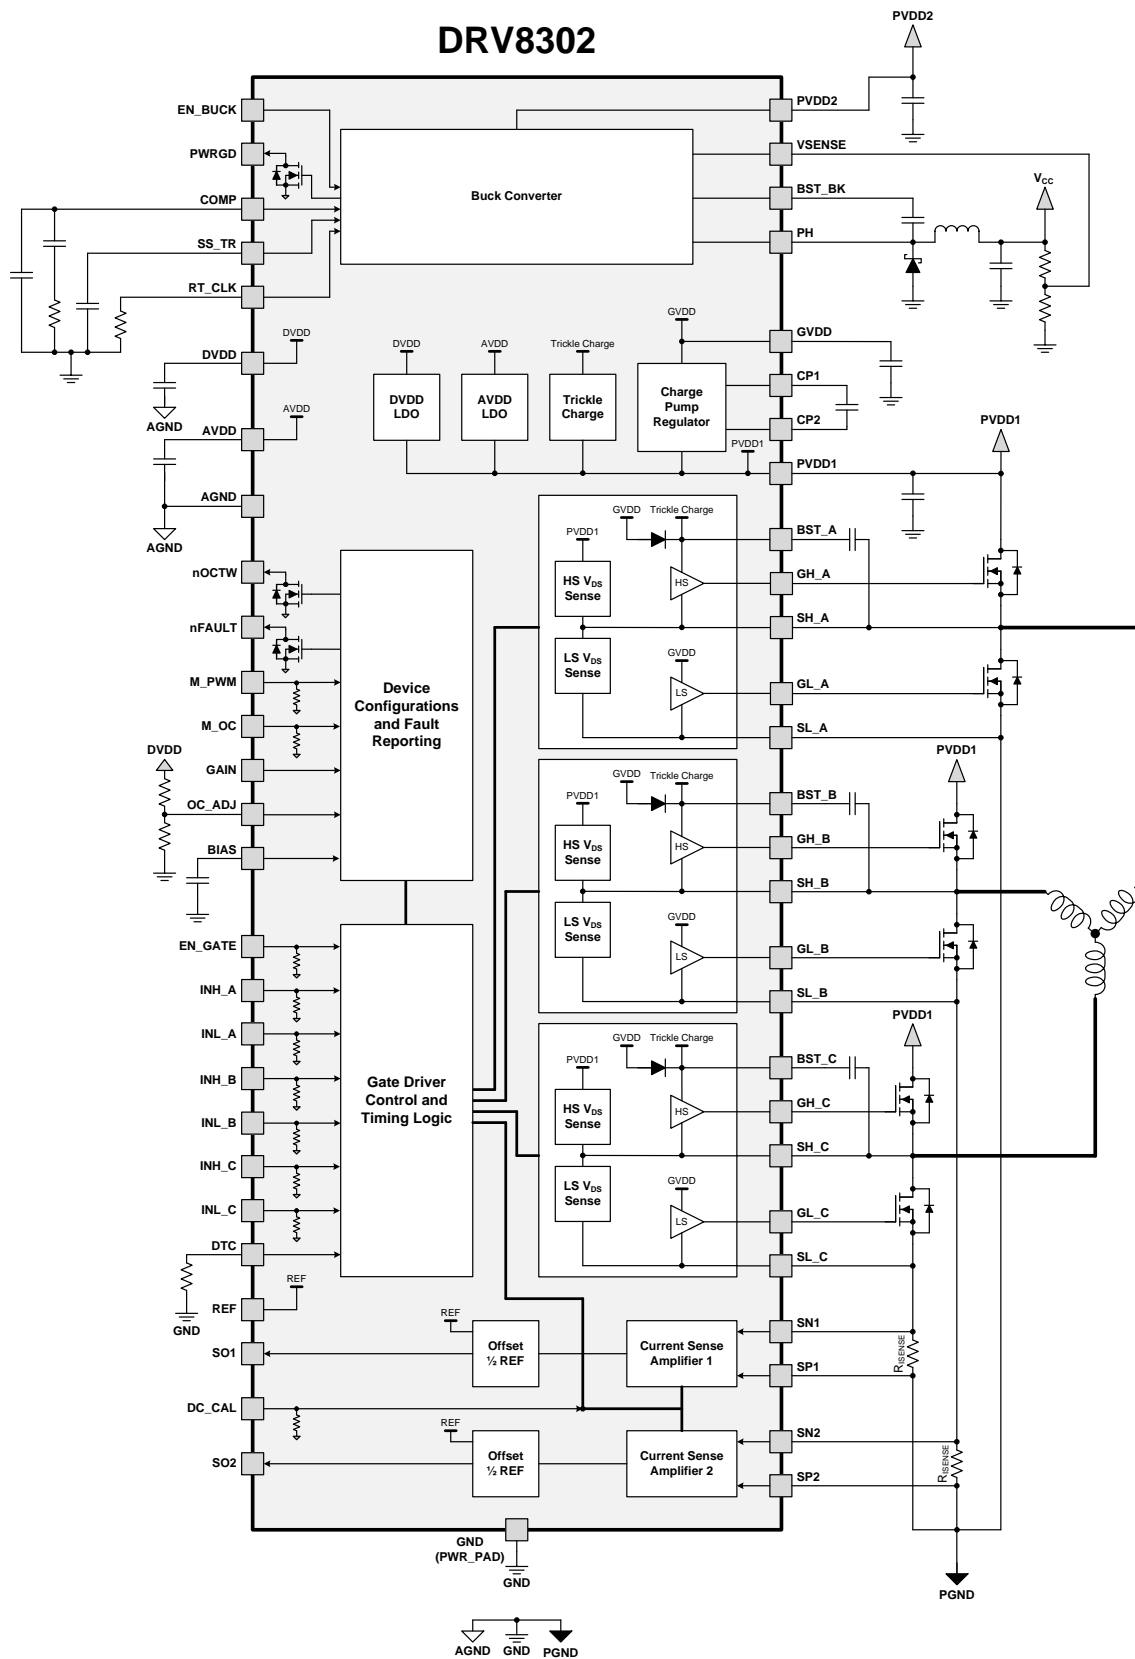 DRV8302
PVDD2
EN_BUCK
PWRGD
COMP
SS_TR
RT_CLK
DVDD
DVDD
AGND
AVDD
AVDD
AGND
AGND
nOCTW
nFAULT
M_PWM
M_OC
DVDD
GAIN
OC_ADJ
BIAS
EN_GATE
INH_A
INL_A
INH_B
INL_B
INH_C
INL_C
DTC
GND
REF
REF
SO1
DC_CAL
SO2
Buck Converter
DVDD
DVDD
LDO
AVDD
AVDD
LDO
Trickle Charge
Trickle
Charge
GVDD
Charge
Pump
Regulator
PVDD1
Device
Configurations
and Fault
Reporting
Gate Driver
Control and
Timing Logic
GVDD
Trickle Charge
PVDD1
HS VDS
Sense
HS
LS VDS
Sense
GVDD
LS
GVDD
Trickle Charge
PVDD1
HS VDS
Sense
HS
LS VDS
Sense
GVDD
LS
GVDD
Trickle Charge
PVDD1
HS VDS
Sense
HS
LS VDS
Sense
GVDD
LS
REF
Offset
½ REF
Current Sense
Amplifier 1
REF
Offset
½ REF
Current Sense
Amplifier 2
PVDD2
VSENSE
BST_BK
VCC
PH
GVDD
CP1
CP2
PVDD1
PVDD1
BST_A
GH_A
SH_A
GL_A
SL_A
PVDD1
BST_B
GH_B
SH_B
GL_B
SL_B
PVDD1
BST_C
GH_C
SH_C
GL_C
SL_C
SN1
RISENSE
SP1
SN2
RISENSE
SP2
GND
(PWR_PAD)
GND
PGND
AGND GND PGND